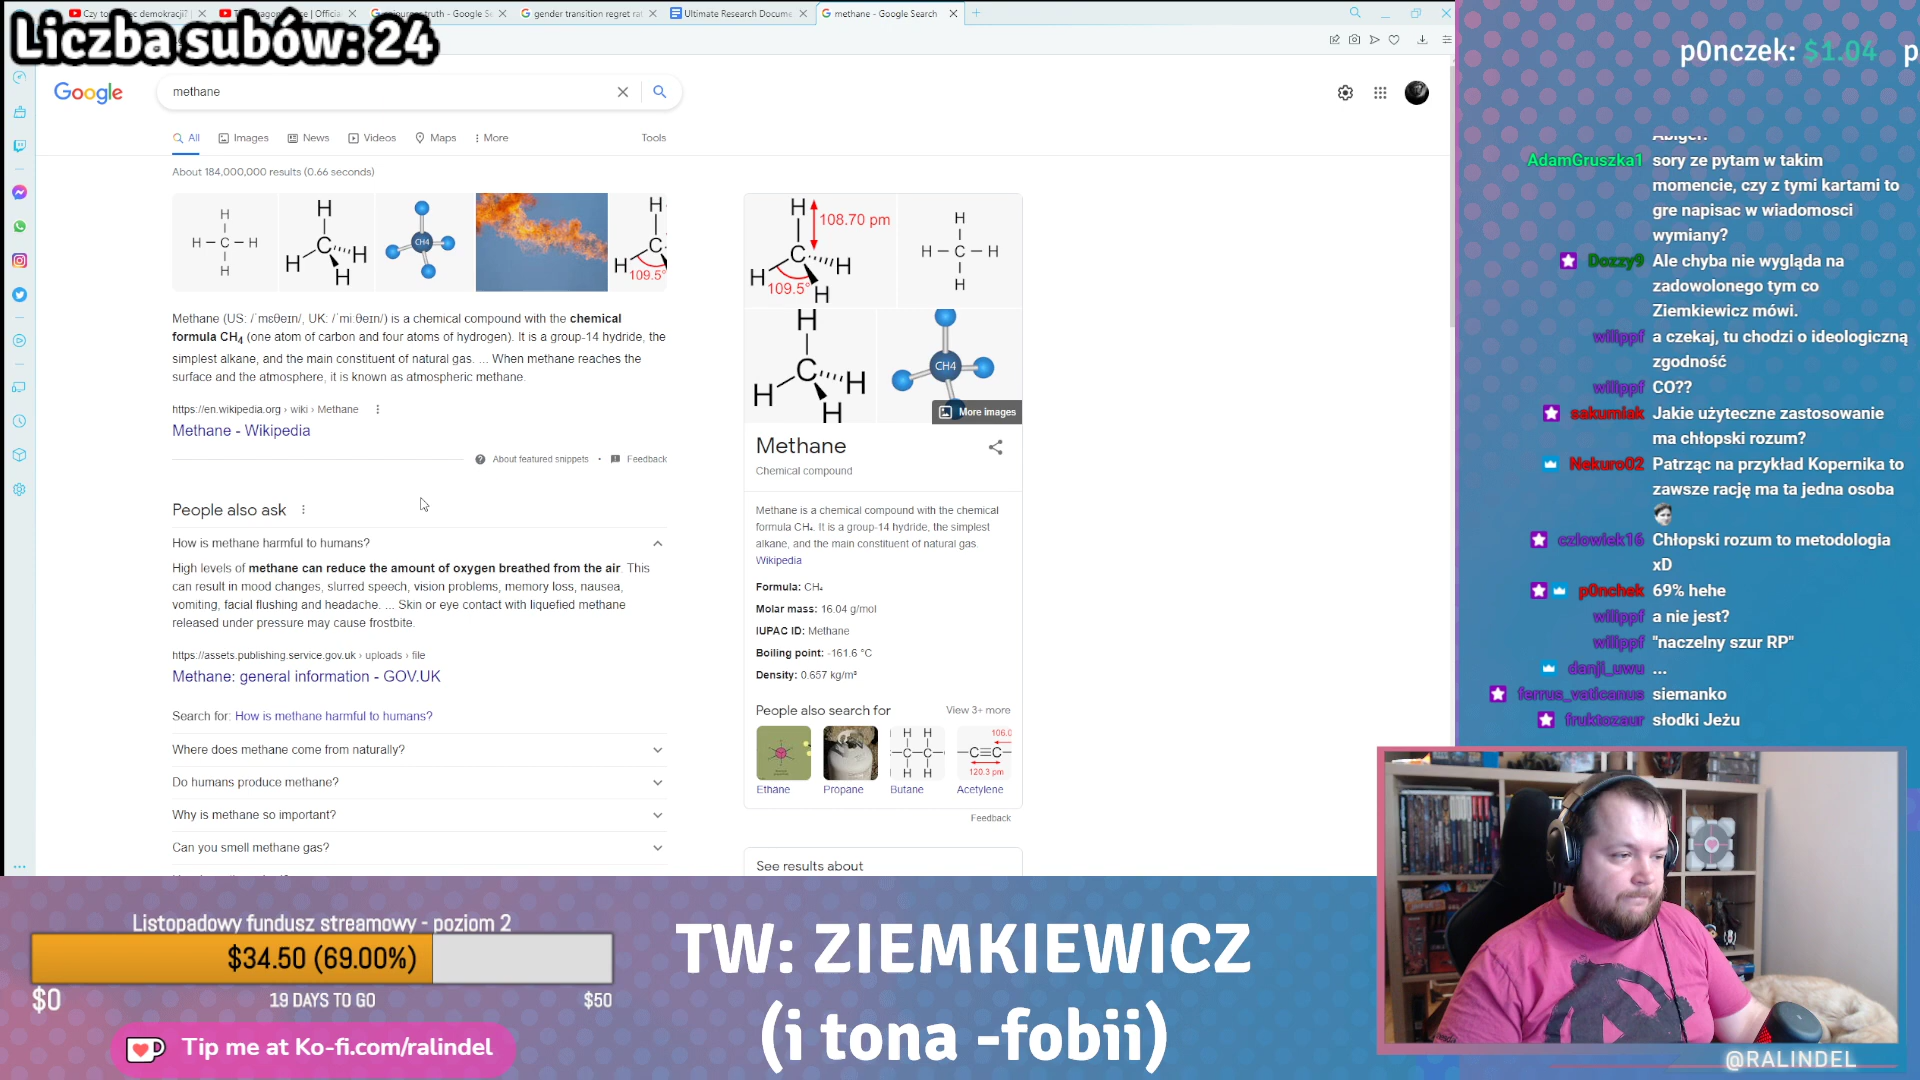 Liczba subów: 24
gender transition regret ra
Ultimate Research Docume
methane - Google Search
Google
methane
All
Images
News
Videos
Maps
More
Tools
About 184,000,000 results (0.66 seconds)
CH4
109.5°
Methane (US: /ˈmɛθeɪn/, UK: /ˈmiːθeɪn/) is a chemical compound with the chemical
formula CH₄ (one atom of carbon and four atoms of hydrogen). It is a group-14 hydride, the
simplest alkane, and the main constituent of natural gas. ... When methane reaches the
surface and the atmosphere, it is known as atmospheric methane.
https://en.wikipedia.org › wiki › Methane
Methane - Wikipedia
About featured snippets • Feedback
People also ask
How is methane harmful to humans?
High levels of methane can reduce the amount of oxygen breathed from the air. This
can result in mood changes, slurred speech, vision problems, memory loss, nausea,
vomiting, facial flushing and headache. ... Skin or eye contact with liquefied methane
released under pressure may cause frostbite.
https://assets.publishing.service.gov.uk › uploads › file
Methane: general information - GOV.UK
Search for: How is methane harmful to humans?
Where does methane come from naturally?
Do humans produce methane?
Why is methane so important?
Can you smell methane gas?
108.70 pm
109.5°
CH4
More images
Methane
Chemical compound
Methane is a chemical compound with the chemical
formula CH₄. It is a group-14 hydride, the simplest
alkane, and the main constituent of natural gas.
Wikipedia
Formula: CH₄
Molar mass: 16.04 g/mol
IUPAC ID: Methane
Boiling point: -161.6 °C
Density: 0.657 kg/m³
People also search for
View 3+ more
106.0
120.3 pm
Ethane
Propane
Butane
Acetylene
Feedback
See results about
p0nczek: $1.04 p
AdamGruszka1 sory ze pytam w takim
momencie, czy z tymi kartami to
gre napisac w wiadomosci
wymiany?
Dozzy9 Ale chyba nie wygląda na
zadowolonego tym co
Ziemkiewicz mówi.
wilippf a czekaj, tu chodzi o ideologiczną
zgodność
wilippf CO??
sakumiak Jakie użyteczne zastosowanie
ma chłopski rozum?
Nekuro02 Patrząc na przykład Kopernika to
zawsze rację ma ta jedna osoba
czlowiek16 Chłopski rozum to metodologia
xD
p0nchek 69% hehe
wilippf a nie jest?
wilippf "naczelny szur RP"
danji_uwu ...
ferrus_vaticanus siemanko
fruktozaur słodki Jeżu
Listopadowy fundusz streamowy - poziom 2
$34.50 (69.00%)
$0
19 DAYS TO GO
$50
Tip me at Ko-fi.com/ralindel
TW: ZIEMKIEWICZ
(i tona -fobii)
@RALINDEL